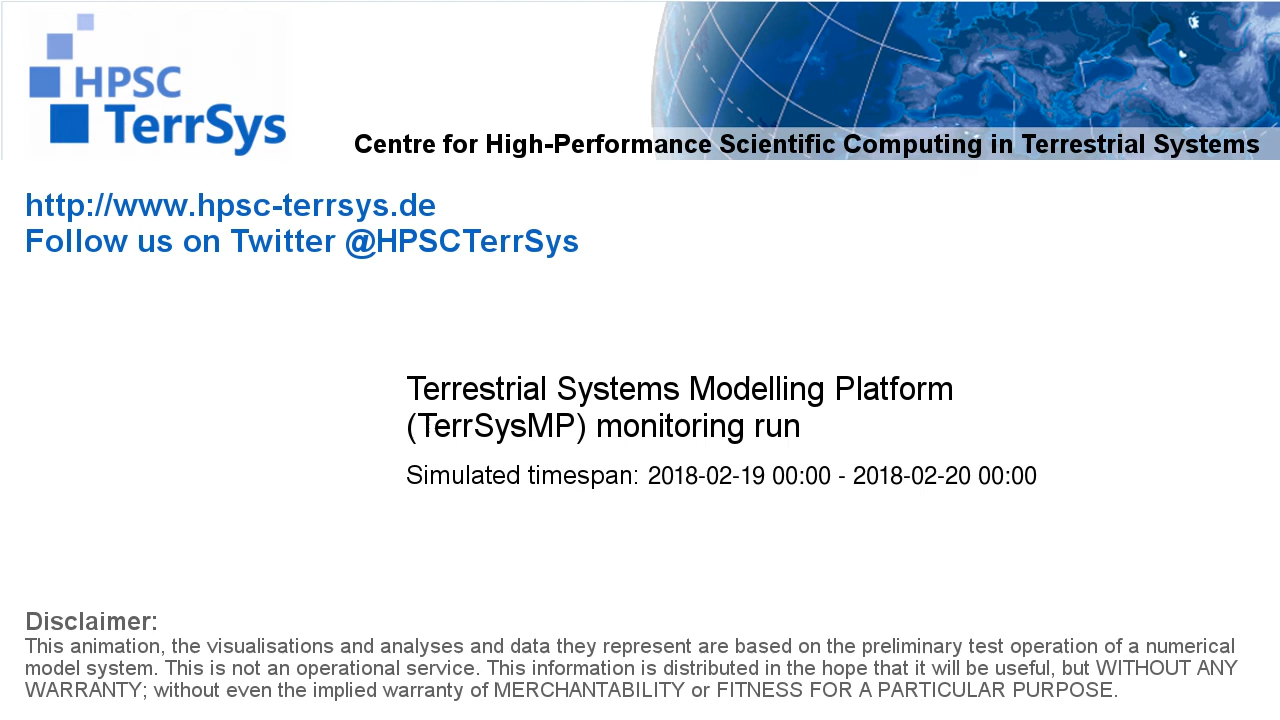 HPSC
TerrSys
Centre for High-Performance Scientific Computing in Terrestrial Systems
http://www.hpsc-terrsys.de
Follow us on Twitter @HPSCTerrSys
Terrestrial Systems Modelling Platform
(TerrSysMP) monitoring run
Simulated timespan: 2018-02-19 00:00 - 2018-02-20 00:00
Disclaimer:
This animation, the visualisations and analyses and data they represent are based on the preliminary test operation of a numerical
model system. This is not an operational service. This information is distributed in the hope that it will be useful, but WITHOUT ANY
WARRANTY; without even the implied warranty of MERCHANTABILITY or FITNESS FOR A PARTICULAR PURPOSE.